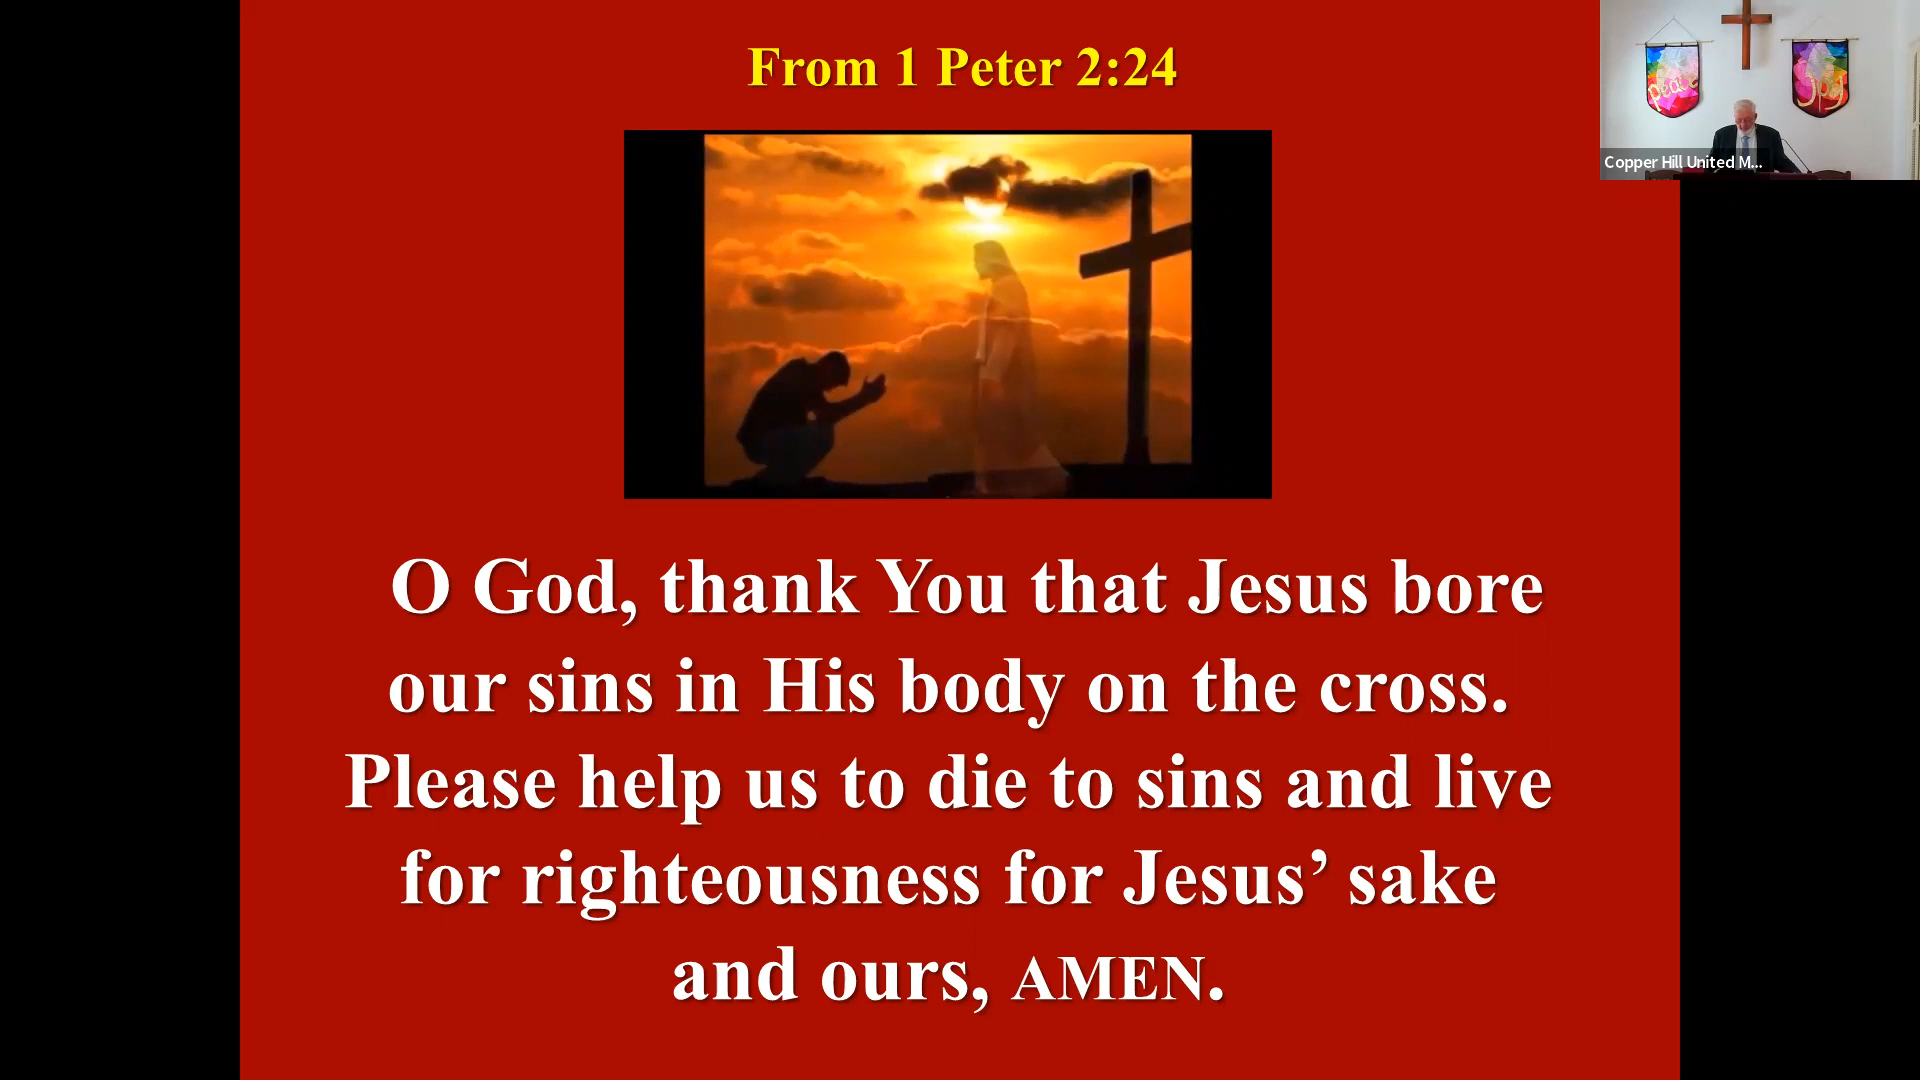 From 1 Peter 2:24
peace
Joy
Copper Hill United M...
O God, thank You that Jesus bore
our sins in His body on the cross.
Please help us to die to sins and live
for righteousness for Jesus’ sake
and ours, AMEN.